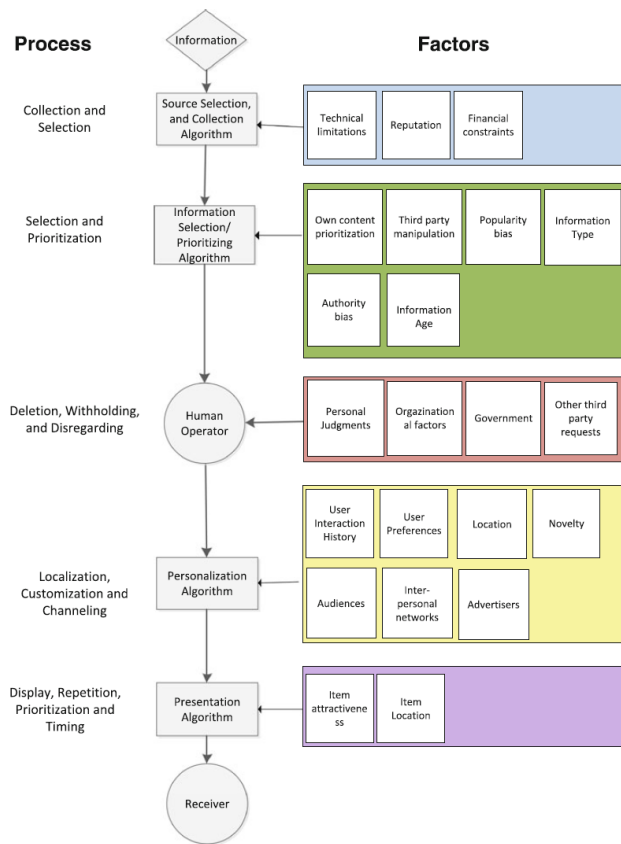 Process
Information
Factors
Collection and
Selection
Source Selection,
and Collection
Algorithm
Technical
limitations
Reputation
Financial
constraints
Selection and
Prioritization
Information
Selection/
Prioritizing
Algorithm
Own content
prioritization
Third party
manipulation
Popularity
bias
Information
Type
Authority
bias
Information
Age
Deletion, Withholding,
and Disregarding
Human
Operator
Personal
Judgments
Orgazination
al factors
Government
Other third
party
requests
Localization,
Customization and
Channeling
Personalization
Algorithm
User
Interaction
History
User
Preferences
Location
Novelty
Audiences
Inter-
personal
networks
Advertisers
Display, Repetition,
Prioritization and
Timing
Presentation
Algorithm
Item
attractivene
ss
Item
Location
Receiver